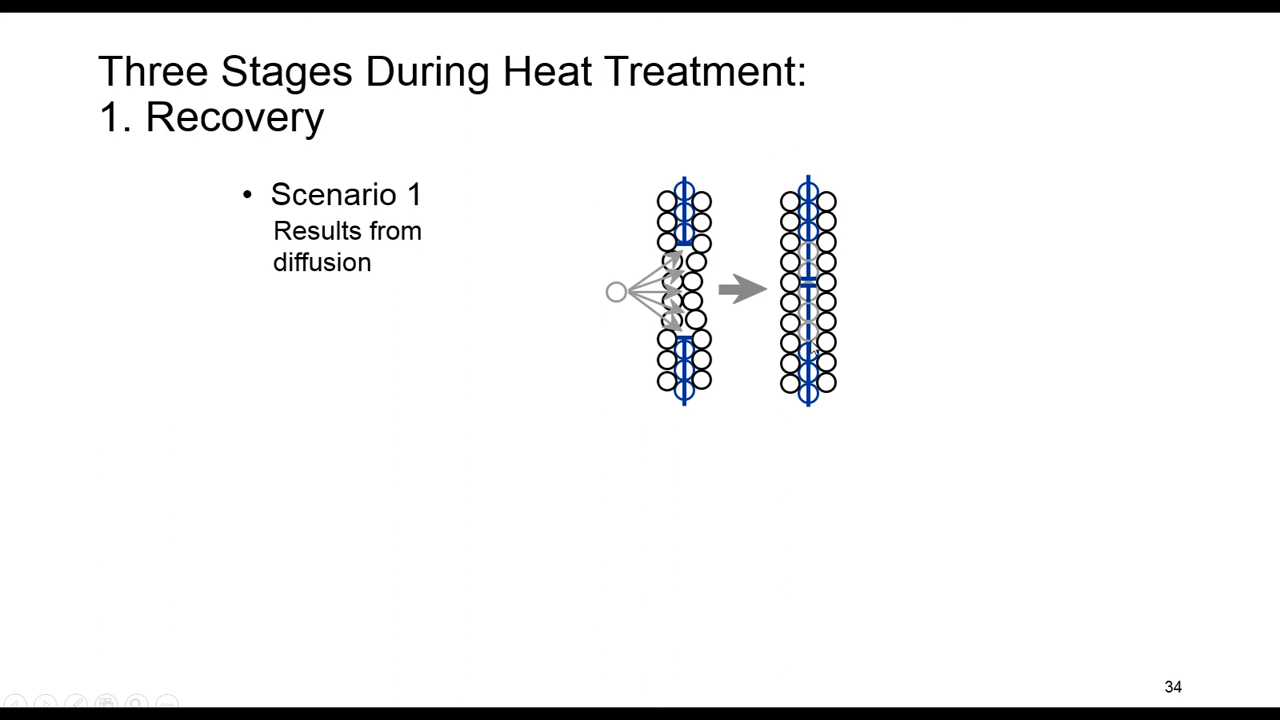 Three Stages During Heat Treatment:
1. Recovery
• Scenario 1
Results from
diffusion
34